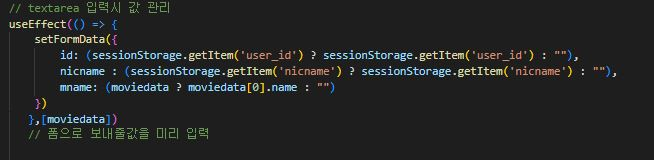 // textarea 입력시 값 관리
useEffect(() => {
setFormData({
id: (sessionStorage.getItem('user_id') ? sessionStorage.getItem('user_id') : ""),
nicname : (sessionStorage.getItem('nicname') ? sessionStorage.getItem('nicname') : ""),
mname: (moviedata ? moviedata[0].name : "")
})
},[moviedata])
// 폼으로 보내줄값을 미리 입력